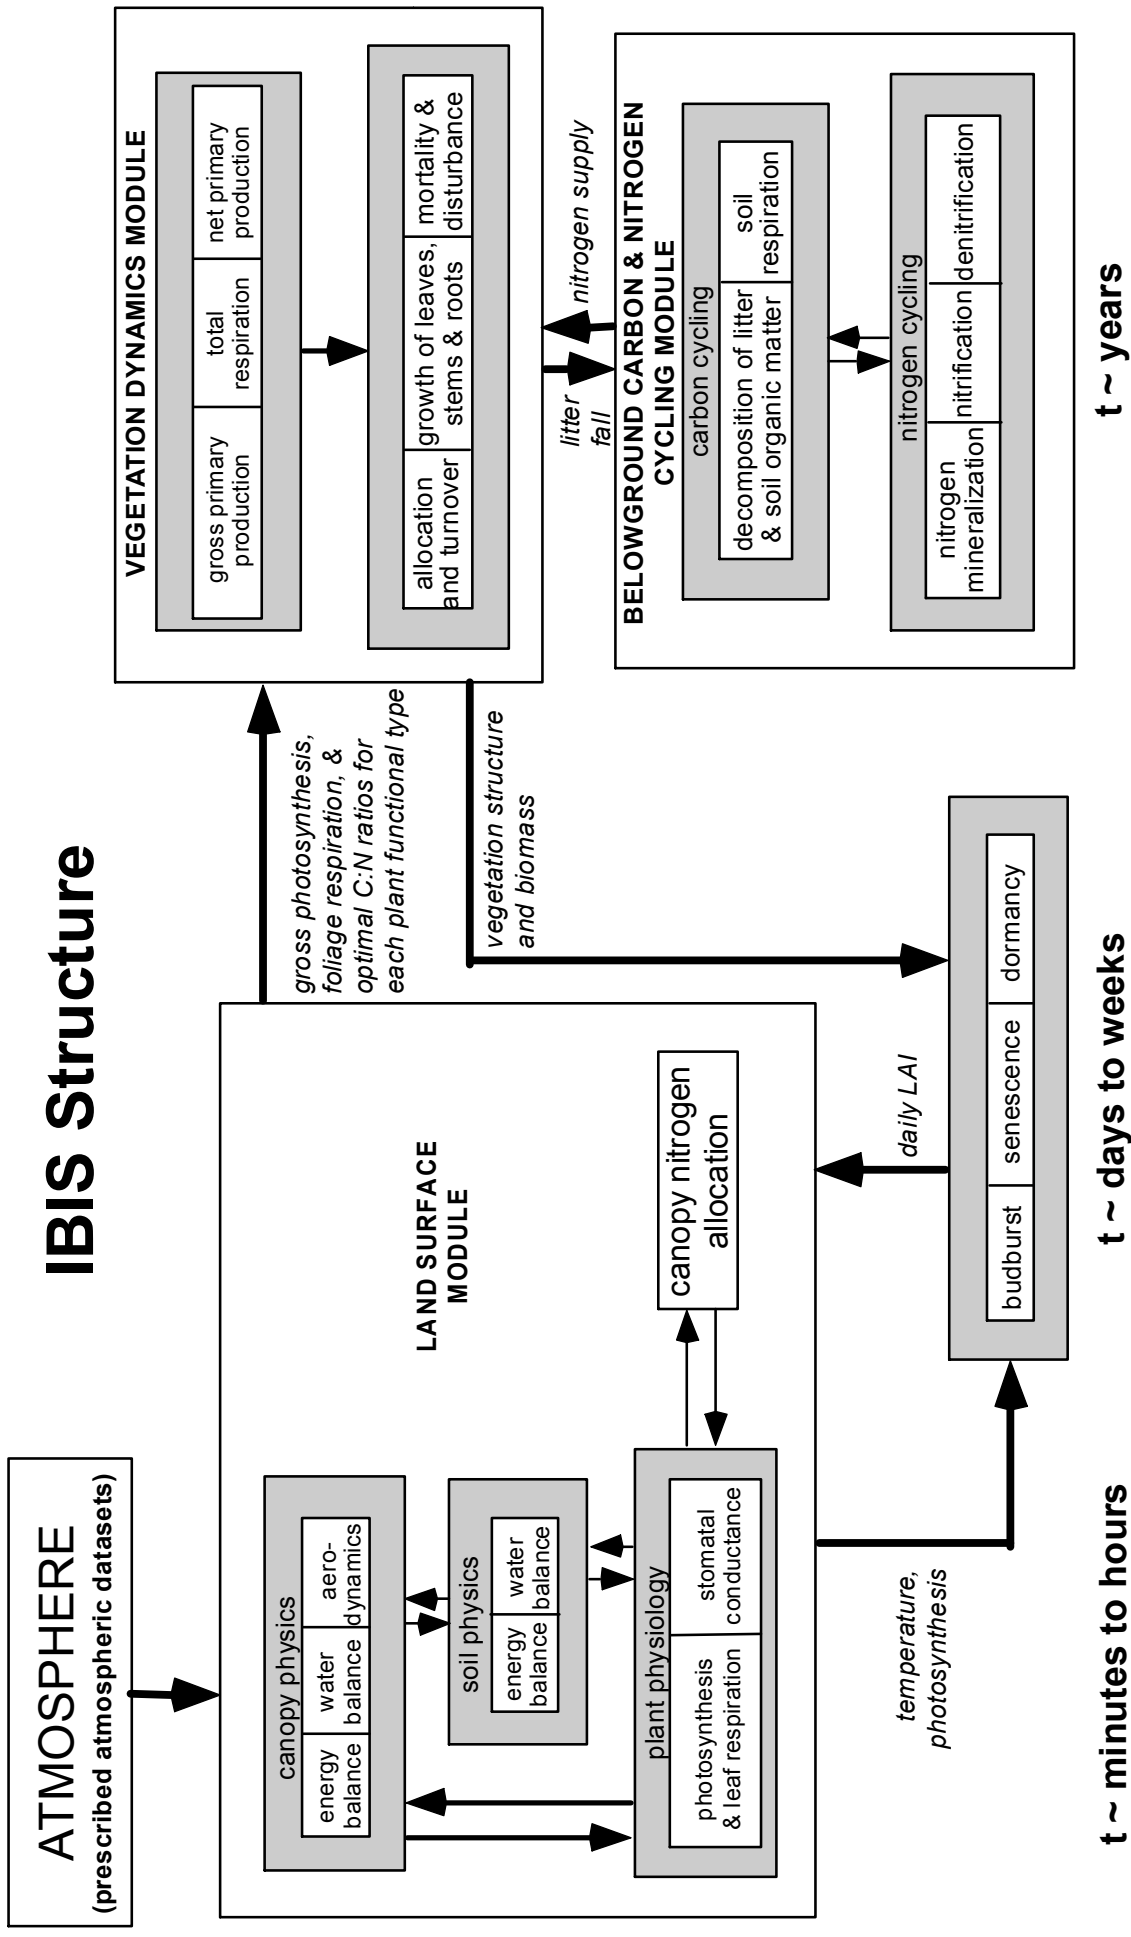 IBIS Structure
ATMOSPHERE
(prescribed atmospheric datasets)
LAND SURFACE
MODULE
canopy physics
energy
balance
water
balance
aero-
dynamics
soil physics
energy
balance
water
balance
plant physiology
photosynthesis
& leaf respiration
stomatal
conductance
canopy nitrogen
allocation
gross photosynthesis,
foliage respiration, &
optimal C:N ratios for
each plant functional type
vegetation structure
and biomass
VEGETATION DYNAMICS MODULE
gross primary
production
total
respiration
net primary
production
allocation
and turnover
growth of leaves,
stems & roots
mortality &
disturbance
litter
fall
nitrogen supply
BELOWGROUND CARBON & NITROGEN
CYCLING MODULE
carbon cycling
decomposition of litter
& soil organic matter
soil
respiration
nitrogen cycling
nitrogen
mineralization
nitrification
denitrification
temperature,
photosynthesis
daily LAI
budburst
senescence
dormancy
t ~ minutes to hours
t ~ days to weeks
t ~ years